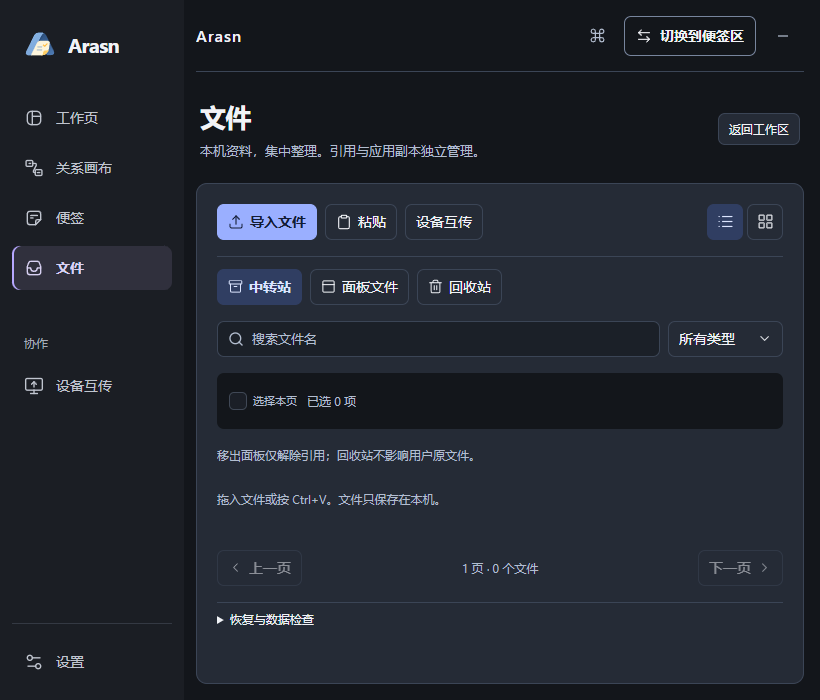 Arasn
工作页
关系画布
便签
文件
协作
设备互传
设置
Arasn
切换到便签区
文件
本机资料，集中整理。引用与应用副本独立管理。
返回工作区
导入文件 粘贴 设备互传
中转站 面板文件 回收站
搜索文件名 所有类型
选择本页 已选 0 项
移出面板仅解除引用；回收站不影响用户原文件。
拖入文件或按 Ctrl+V。文件只保存在本机。
上一页 1 页 · 0 个文件 下一页
恢复与数据检查